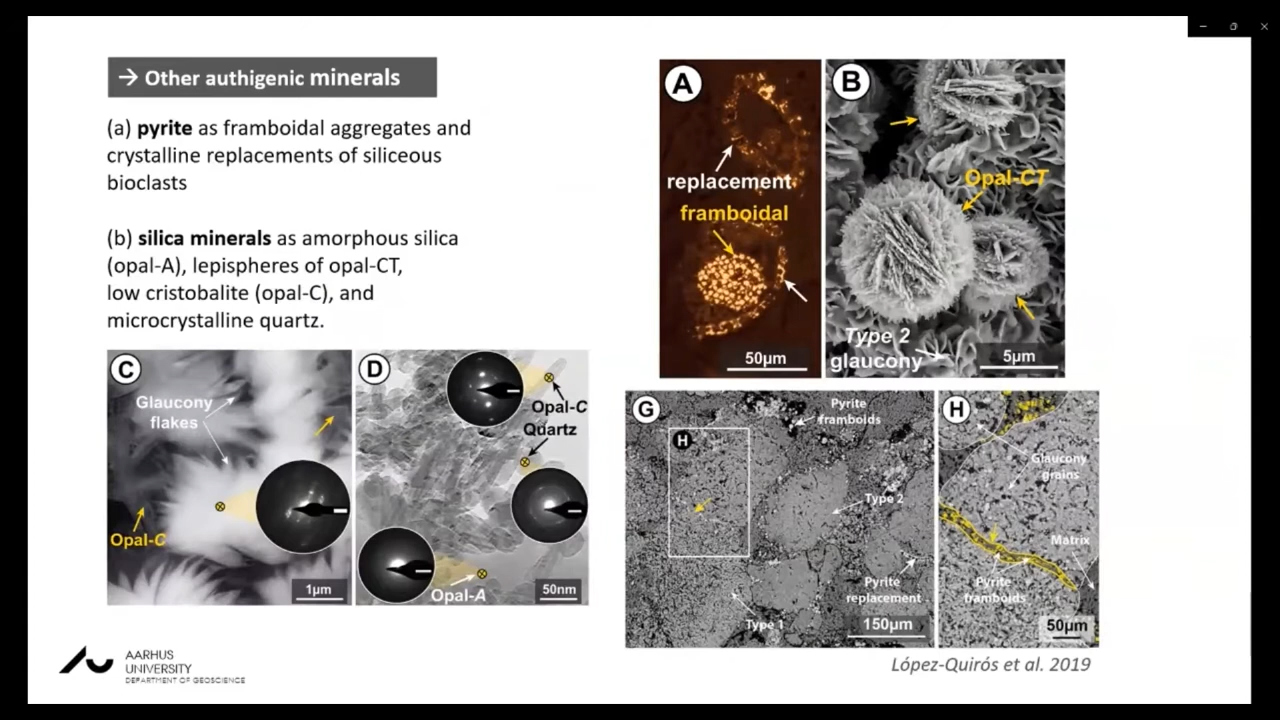 → Other authigenic minerals
(a) pyrite as framboidal aggregates and
crystalline replacements of siliceous
bioclasts
(b) silica minerals as amorphous silica
(opal-A), lepispheres of opal-CT,
low cristobalite (opal-C), and
microcrystalline quartz.
A
replacement
framboidal
50µm
B
Opal-CT
Type 2
glaucony
5µm
C
Glaucony
flakes
Opal-C
1µm
D
Opal-C
Quartz
Opal-A
50nm
G
H
Pyrite
framboids
Type 2
Pyrite
replacement
Type 1
150µm
H
Glaucony
grains
Matrix
Pyrite
framboids
50µm
López-Quirós et al. 2019
AARHUS
UNIVERSITY
DEPARTMENT OF GEOSCIENCE